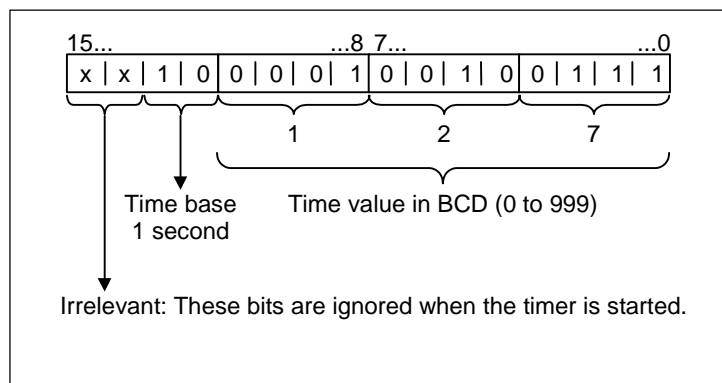 15... ...8 7... ...0
x | x | 1 | 0 | 0 | 0 | 0 | 1 | 0 | 0 | 1 | 0 | 0 | 1 | 1 | 1
1 2 7
Time base Time value in BCD (0 to 999)
1 second
Irrelevant: These bits are ignored when the timer is started.